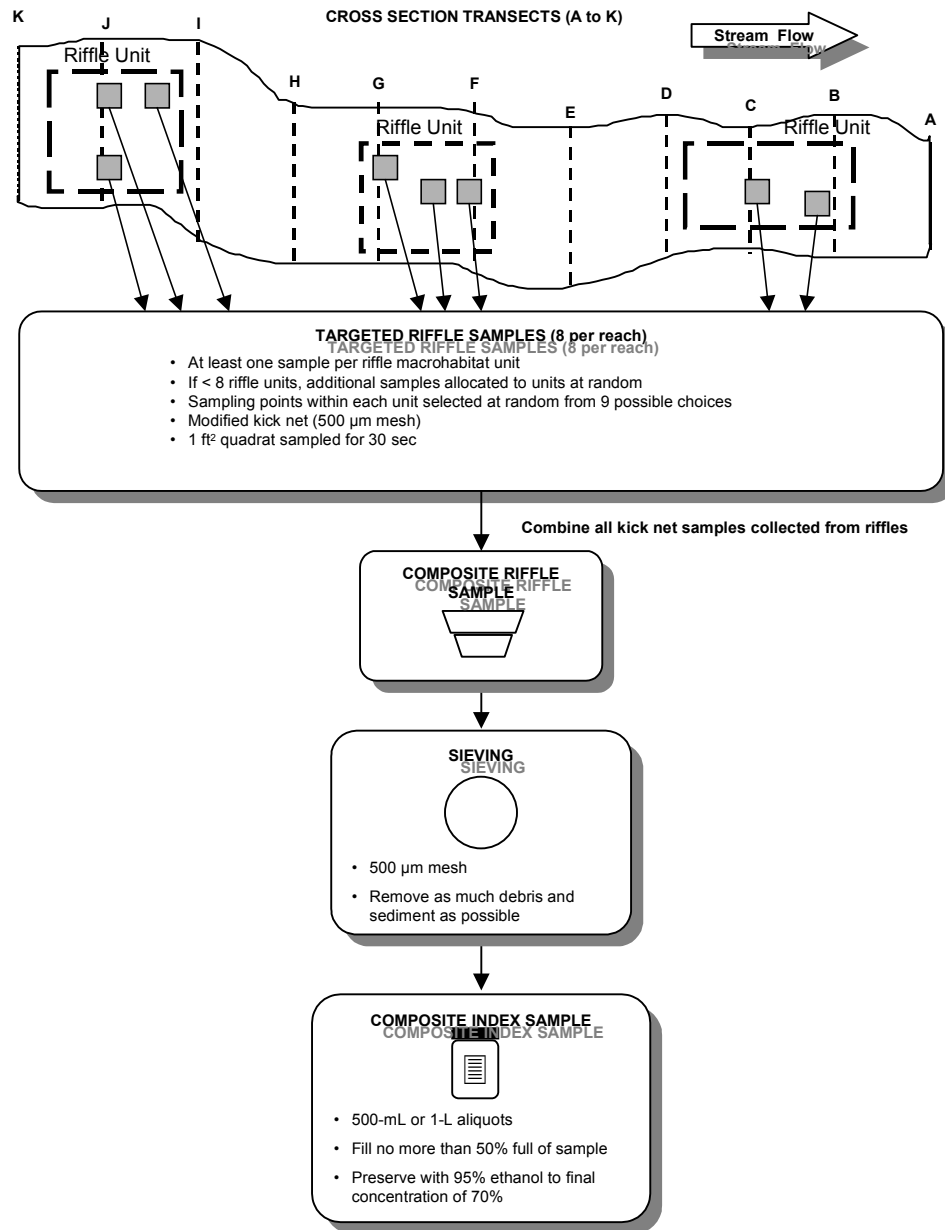 CROSS SECTION TRANSECTS (A to K)
K
J
I
H
G
F
E
D
C
B
A
Stream Flow
Riffle Unit
Riffle Unit
Riffle Unit
TARGETED RIFFLE SAMPLES (8 per reach)
• At least one sample per riffle macrohabitat unit
• If < 8 riffle units, additional samples allocated to units at random
• Sampling points within each unit selected at random from 9 possible choices
• Modified kick net (500 µm mesh)
• 1 ft² quadrat sampled for 30 sec
Combine all kick net samples collected from riffles
COMPOSITE RIFFLE
SAMPLE
SIEVING
• 500 µm mesh
• Remove as much debris and
sediment as possible
COMPOSITE INDEX SAMPLE
• 500-mL or 1-L aliquots
• Fill no more than 50% full of sample
• Preserve with 95% ethanol to final
concentration of 70%